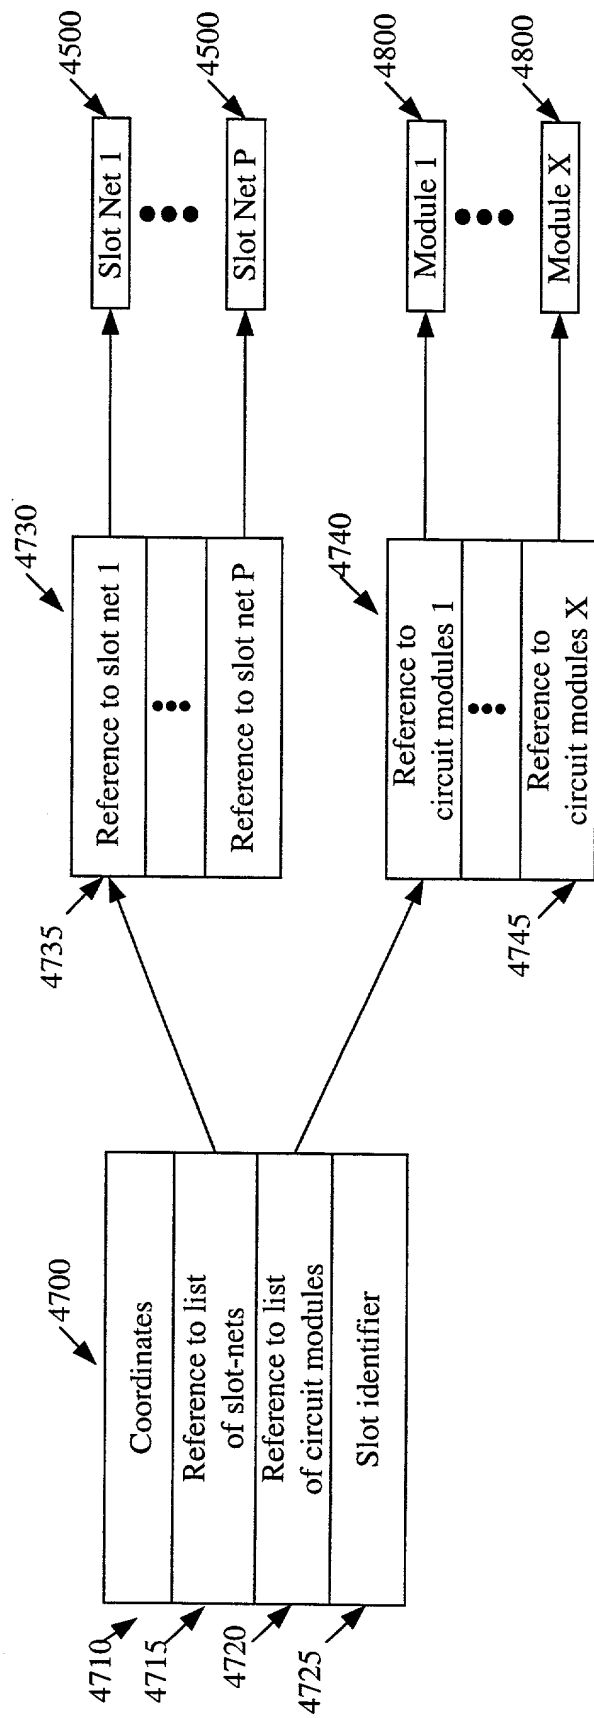 4700
4710
Coordinates
4715
Reference to list
of slot-nets
4720
Reference to list
of circuit modules
4725
Slot identifier
4730
4735
Reference to slot net 1
Reference to slot net P
4740
Reference to
circuit modules 1
4745
Reference to
circuit modules X
4500
Slot Net 1
4500
Slot Net P
4800
Module 1
4800
Module X